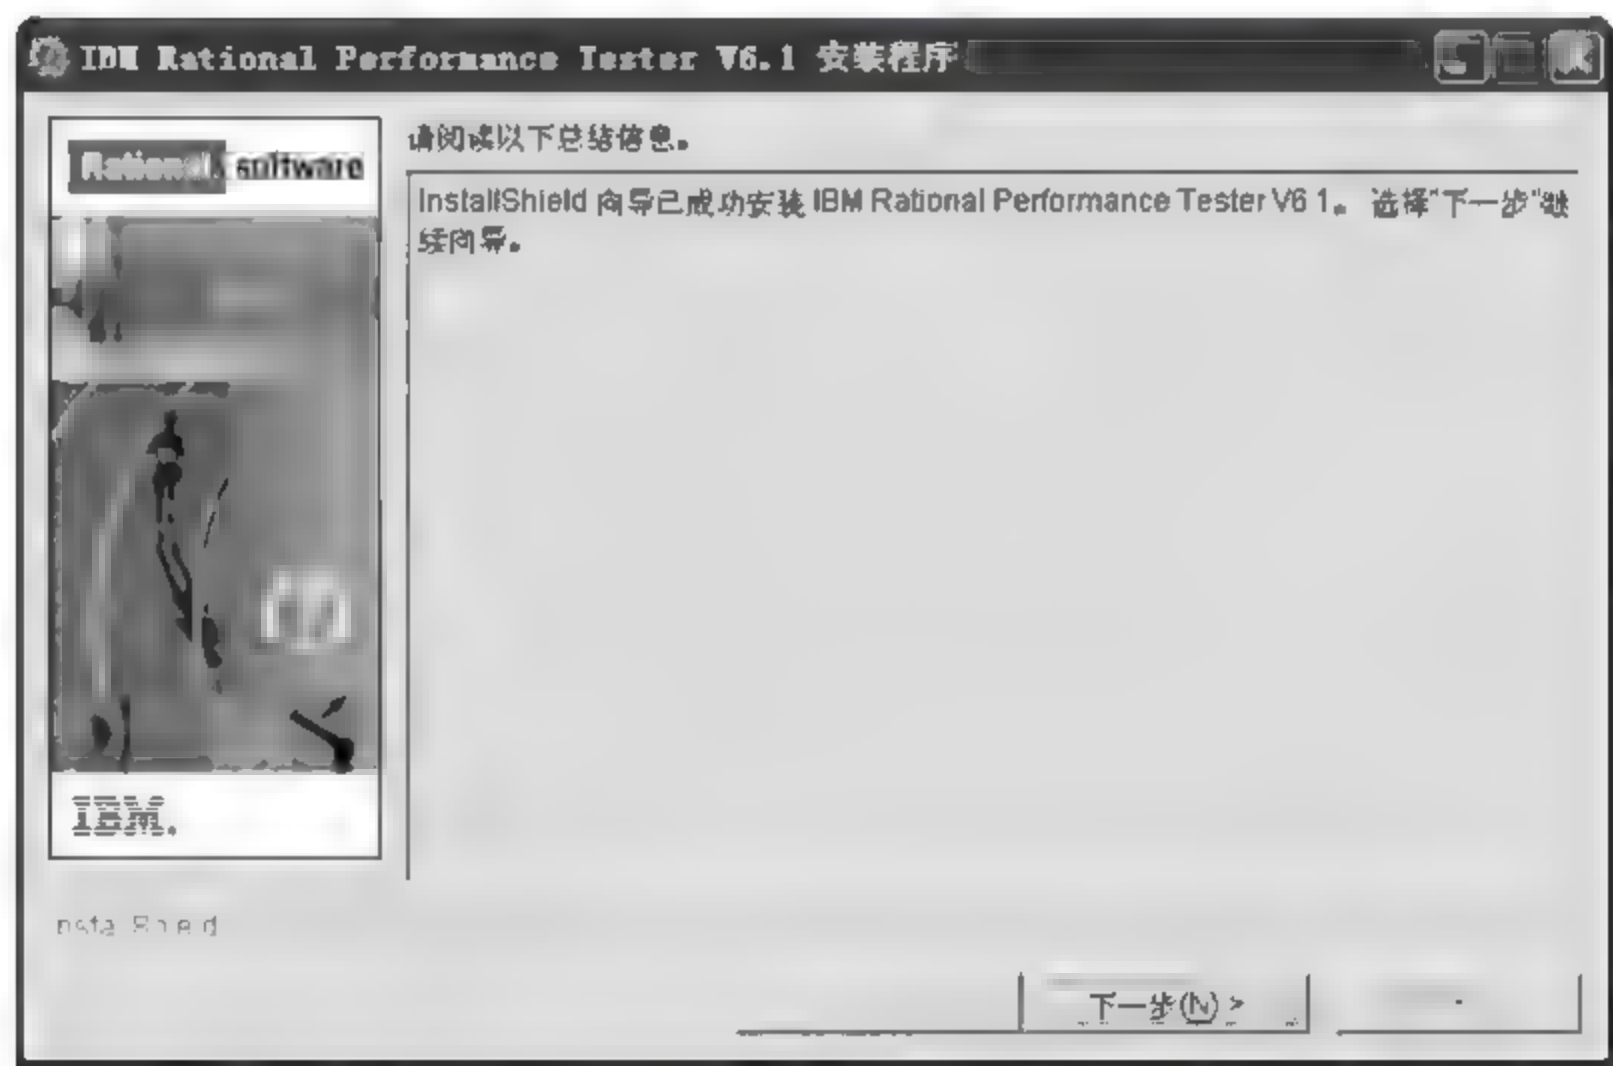 IBM Rational Performance Tester V6.1 安装程序
Rational software
请阅读以下总结信息。
InstallShield 向导已成功安装 IBM Rational Performance Tester V6 1。 选择"下一步"继
续向导。
IBM.
InstallShield
下一步(N) >